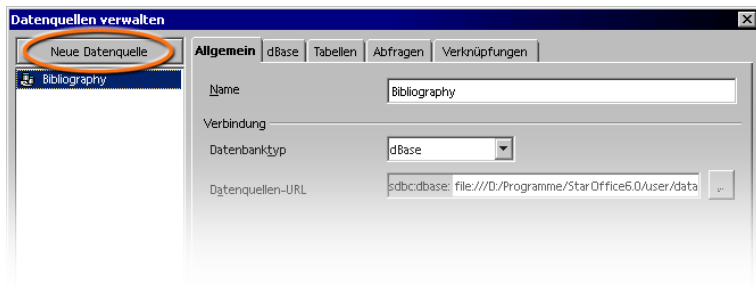 Datenquellen verwalten
Neue Datenquelle
Bibliography
Allgemein dBase Tabellen Abfragen Verknüpfungen
Name Bibliography
Verbindung
Datenbanktyp dBase
Datenquellen-URL sdbc:dbase: file:///D:/Programme/StarOffice6.0/user/data ...